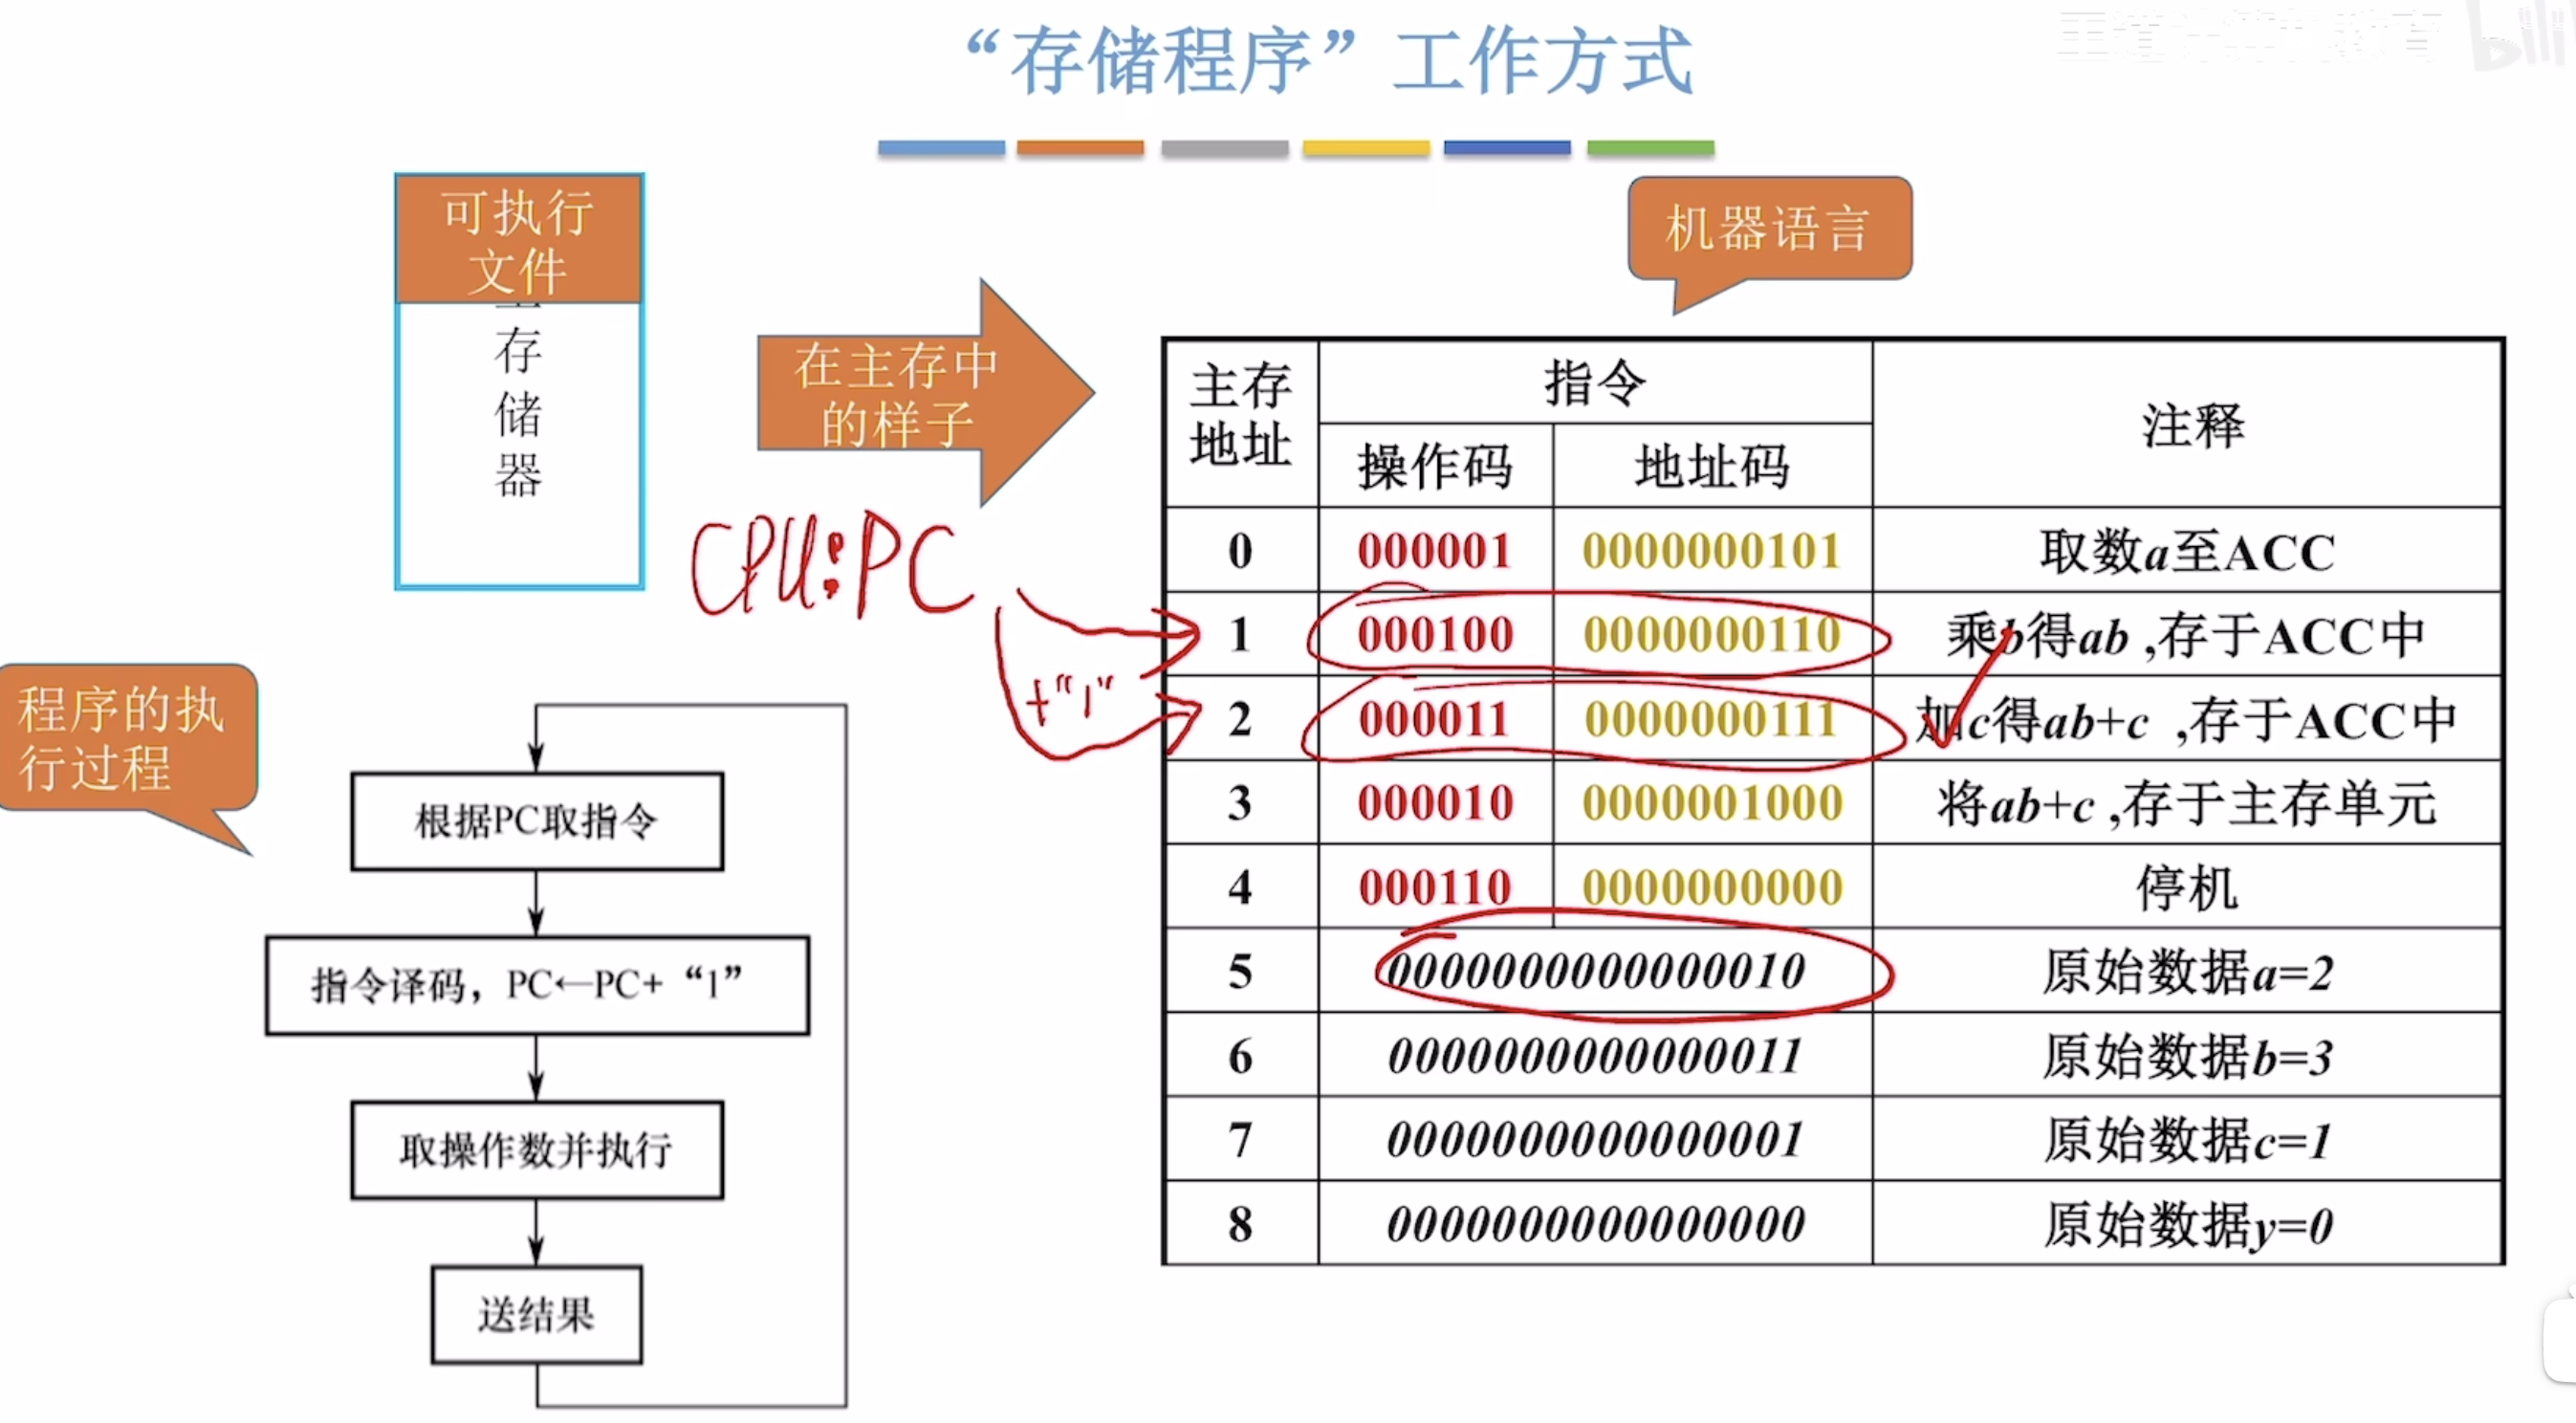 “存储程序”工作方式
可执行
文件
存
储
器
在主存中
的样子
机器语言
CPU:PC
+“1”
程序的执
行过程
根据PC取指令
指令译码，PC←PC+“1”
取操作数并执行
送结果
主存地址 指令 注释
操作码 地址码
0 000001 0000000101 取数a至ACC
1 000100 0000000110 乘b得ab ,存于ACC中
2 000011 0000000111 加c得ab+c ,存于ACC中
3 000010 0000001000 将ab+c ,存于主存单元
4 000110 0000000000 停机
5 0000000000000010 原始数据a=2
6 0000000000000011 原始数据b=3
7 0000000000000001 原始数据c=1
8 0000000000000000 原始数据y=0